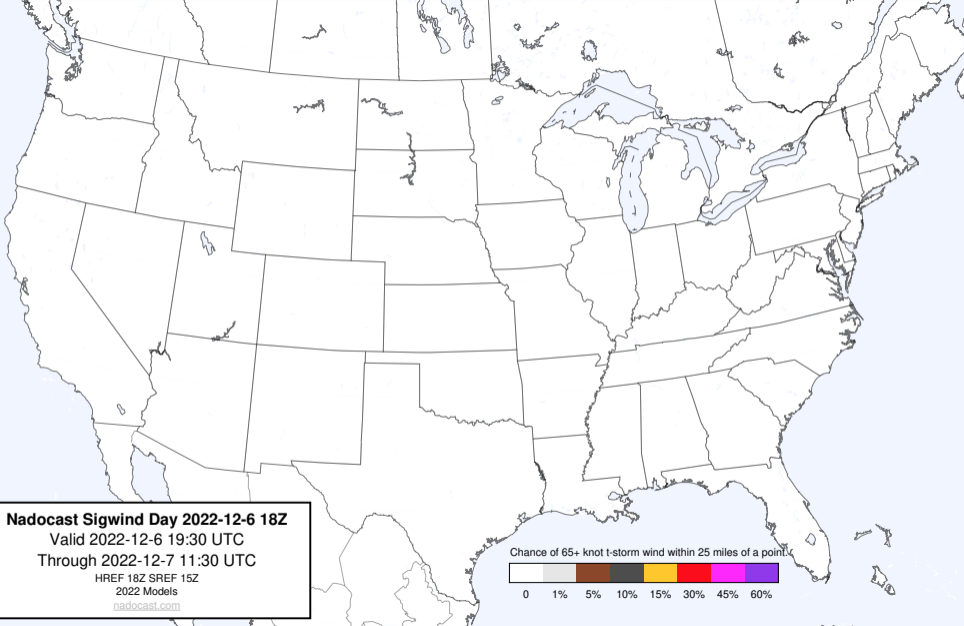 Nadocast Sigwind Day 2022-12-6 18Z
Valid 2022-12-6 19:30 UTC
Through 2022-12-7 11:30 UTC
HREF 18Z SREF 15Z
2022 Models
nadocast.com
Chance of 65+ knot t-storm wind within 25 miles of a point.
0 1% 5% 10% 15% 30% 45% 60%